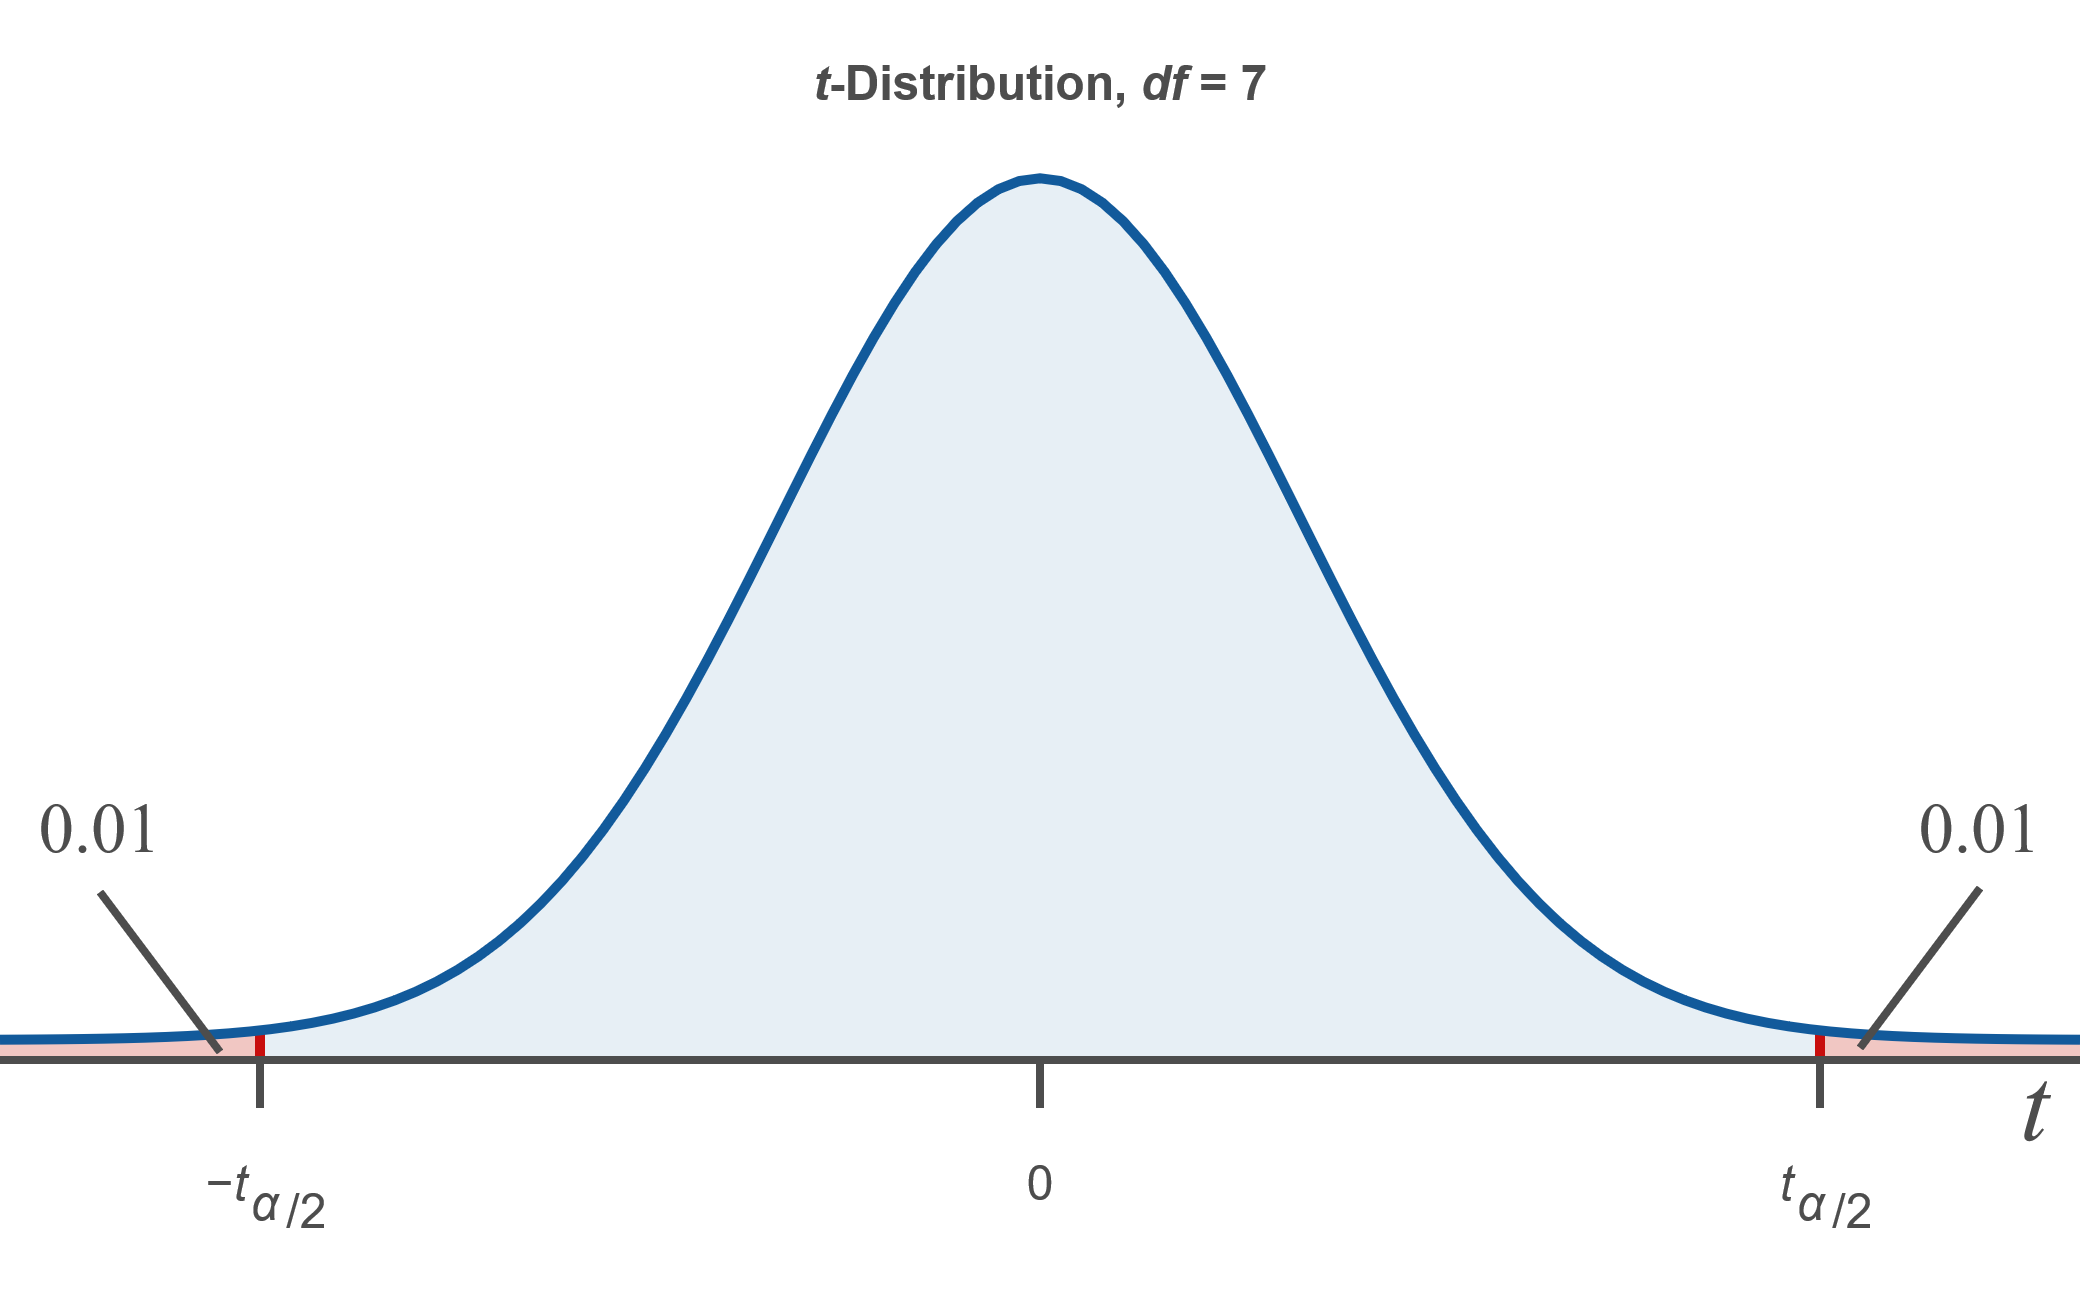 t-Distribution, df = 7
0.01
0.01
t
−tα/2
0
tα/2